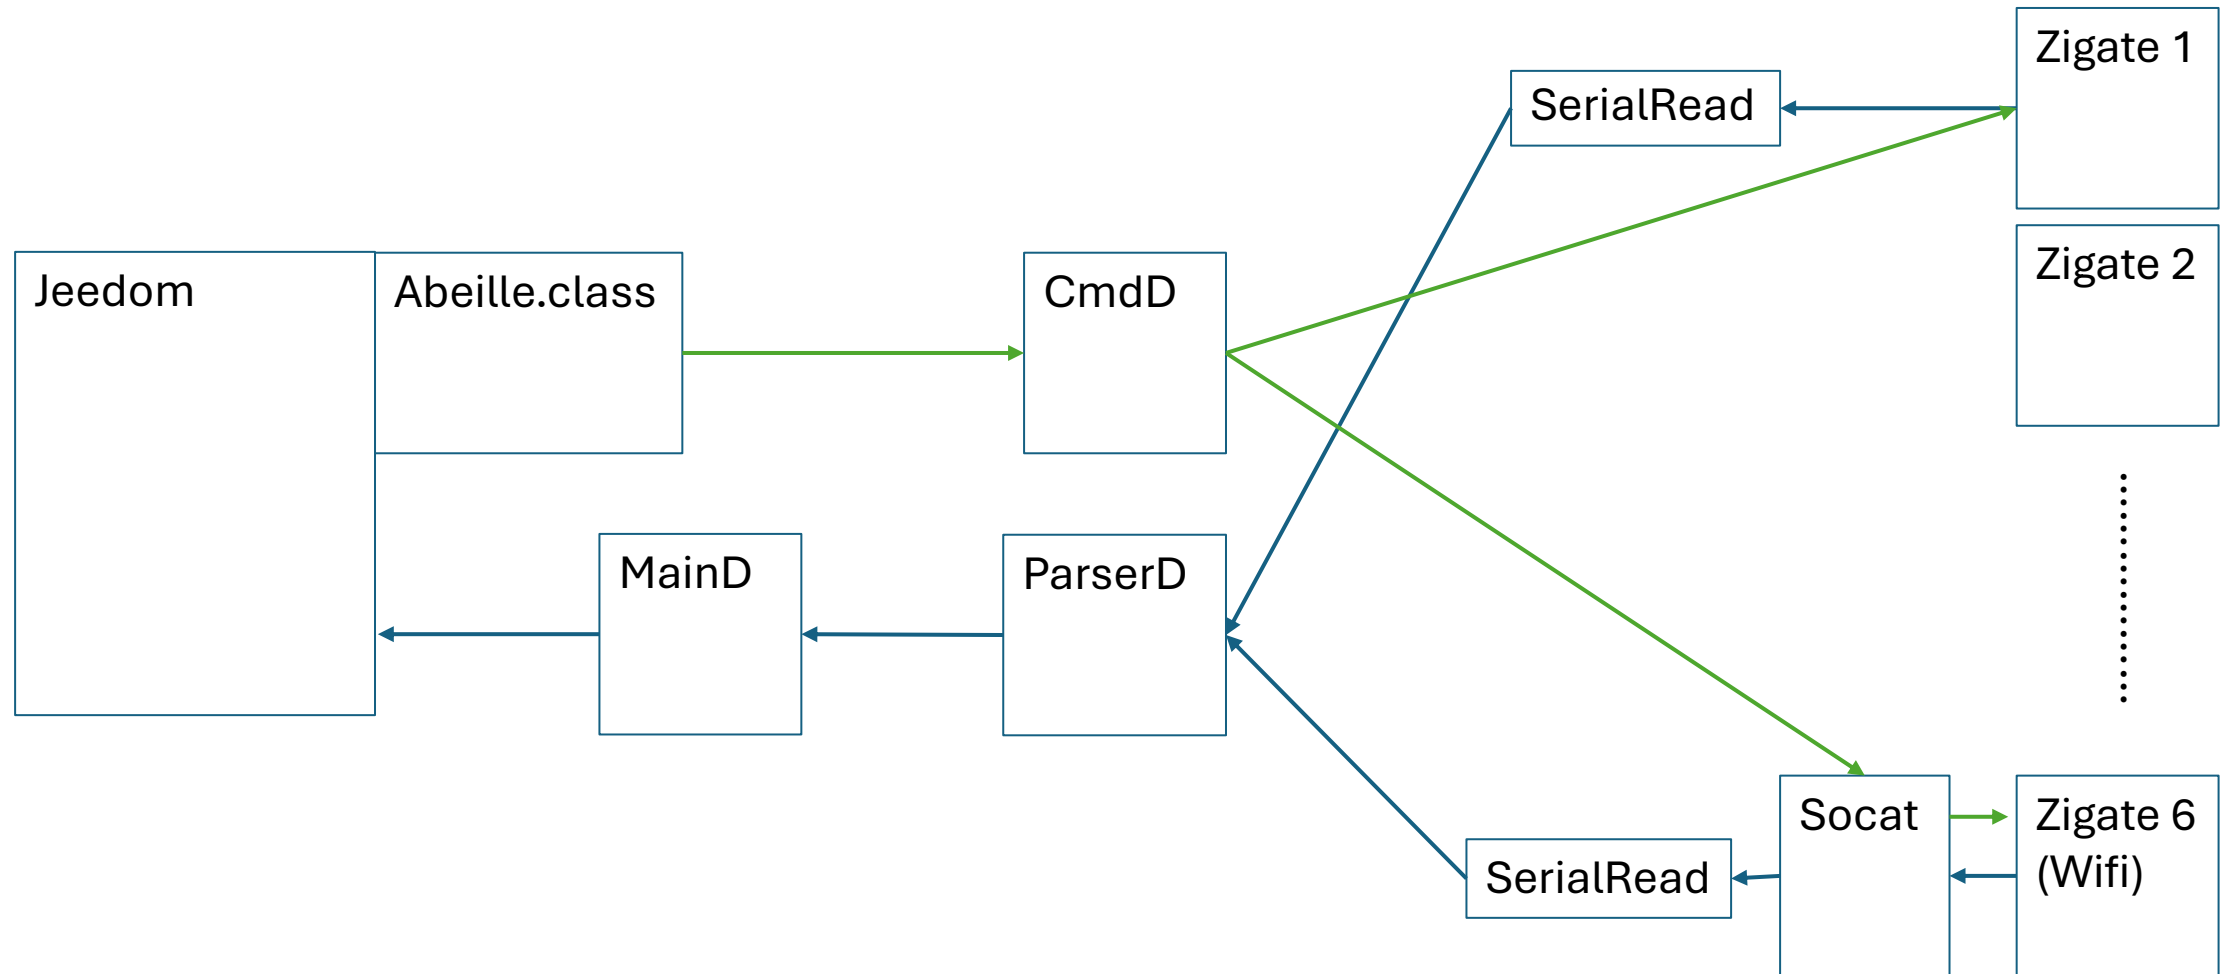 Zigate 1
SerialRead
Zigate 2
Jeedom
Abeille.class
CmdD
MainD
ParserD
Socat
Zigate 6
(Wifi)
SerialRead